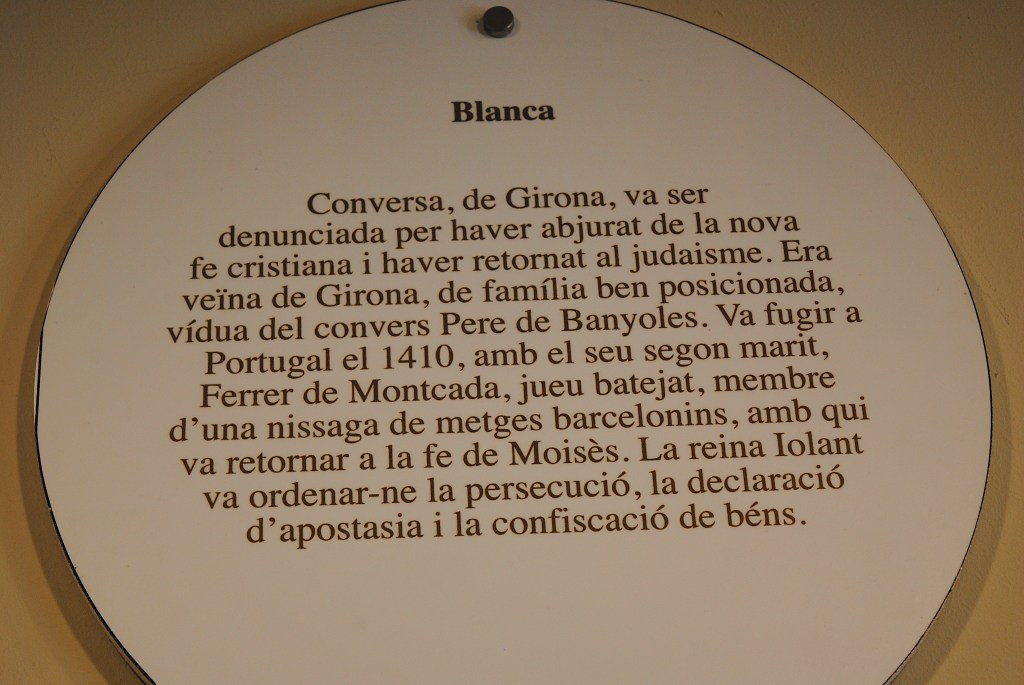 Blanca
Conversa, de Girona, va ser
denunciada per haver abjurat de la nova
fe cristiana i haver retornat al judaisme. Era
veïna de Girona, de família ben posicionada,
vídua del convers Pere de Banyoles. Va fugir a
Portugal el 1410, amb el seu segon marit,
Ferrer de Montcada, jueu batejat, membre
d’una nissaga de metges barcelonins, amb qui
va retornar a la fe de Moisès. La reina Iolant
va ordenar-ne la persecució, la declaració
d’apostasia i la confiscació de béns.